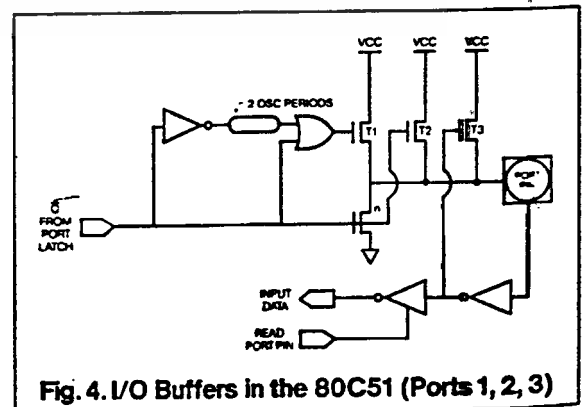 VCC VCC VCC
2 OSC PERIODS
T1 T2 T3
PORT PIN
Q
FROM
PORT
LATCH
n
INPUT
DATA
READ
PORT PIN
Fig. 4. I/O Buffers in the 80C51 (Ports 1, 2, 3)